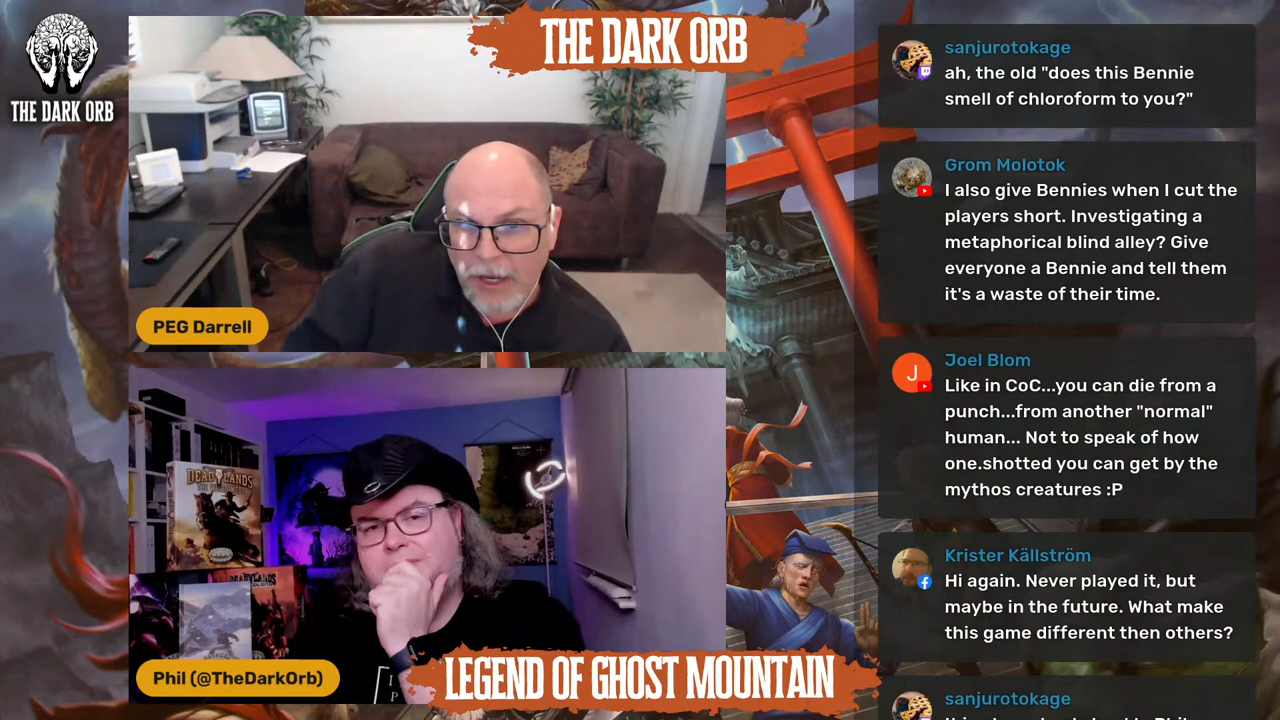 THE DARK ORB
THE DARK ORB
PEG Darrell
DEADLANDS
Phil (@TheDarkOrb)
LEGEND OF GHOST MOUNTAIN
sanjurotokage
ah, the old "does this Bennie
smell of chloroform to you?"
Grom Molotok
I also give Bennies when I cut the
players short. Investigating a
metaphorical blind alley? Give
everyone a Bennie and tell them
it's a waste of their time.
J
Joel Blom
Like in CoC...you can die from a
punch...from another "normal"
human... Not to speak of how
one.shotted you can get by the
mythos creatures :P
Krister Källström
Hi again. Never played it, but
maybe in the future. What make
this game different then others?
sanjurotokage